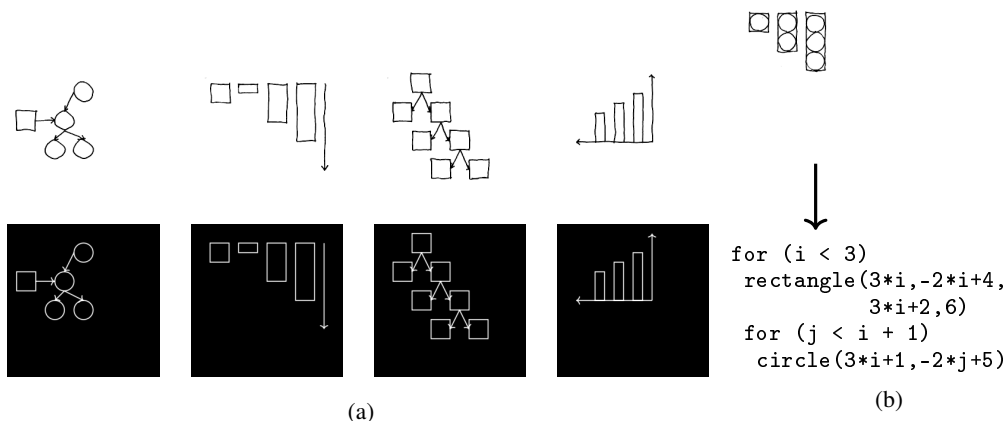 for (i < 3)
rectangle(3*i,-2*i+4,
3*i+2,6)
for (j < i + 1)
circle(3*i+1,-2*j+5)
(a)
(b)